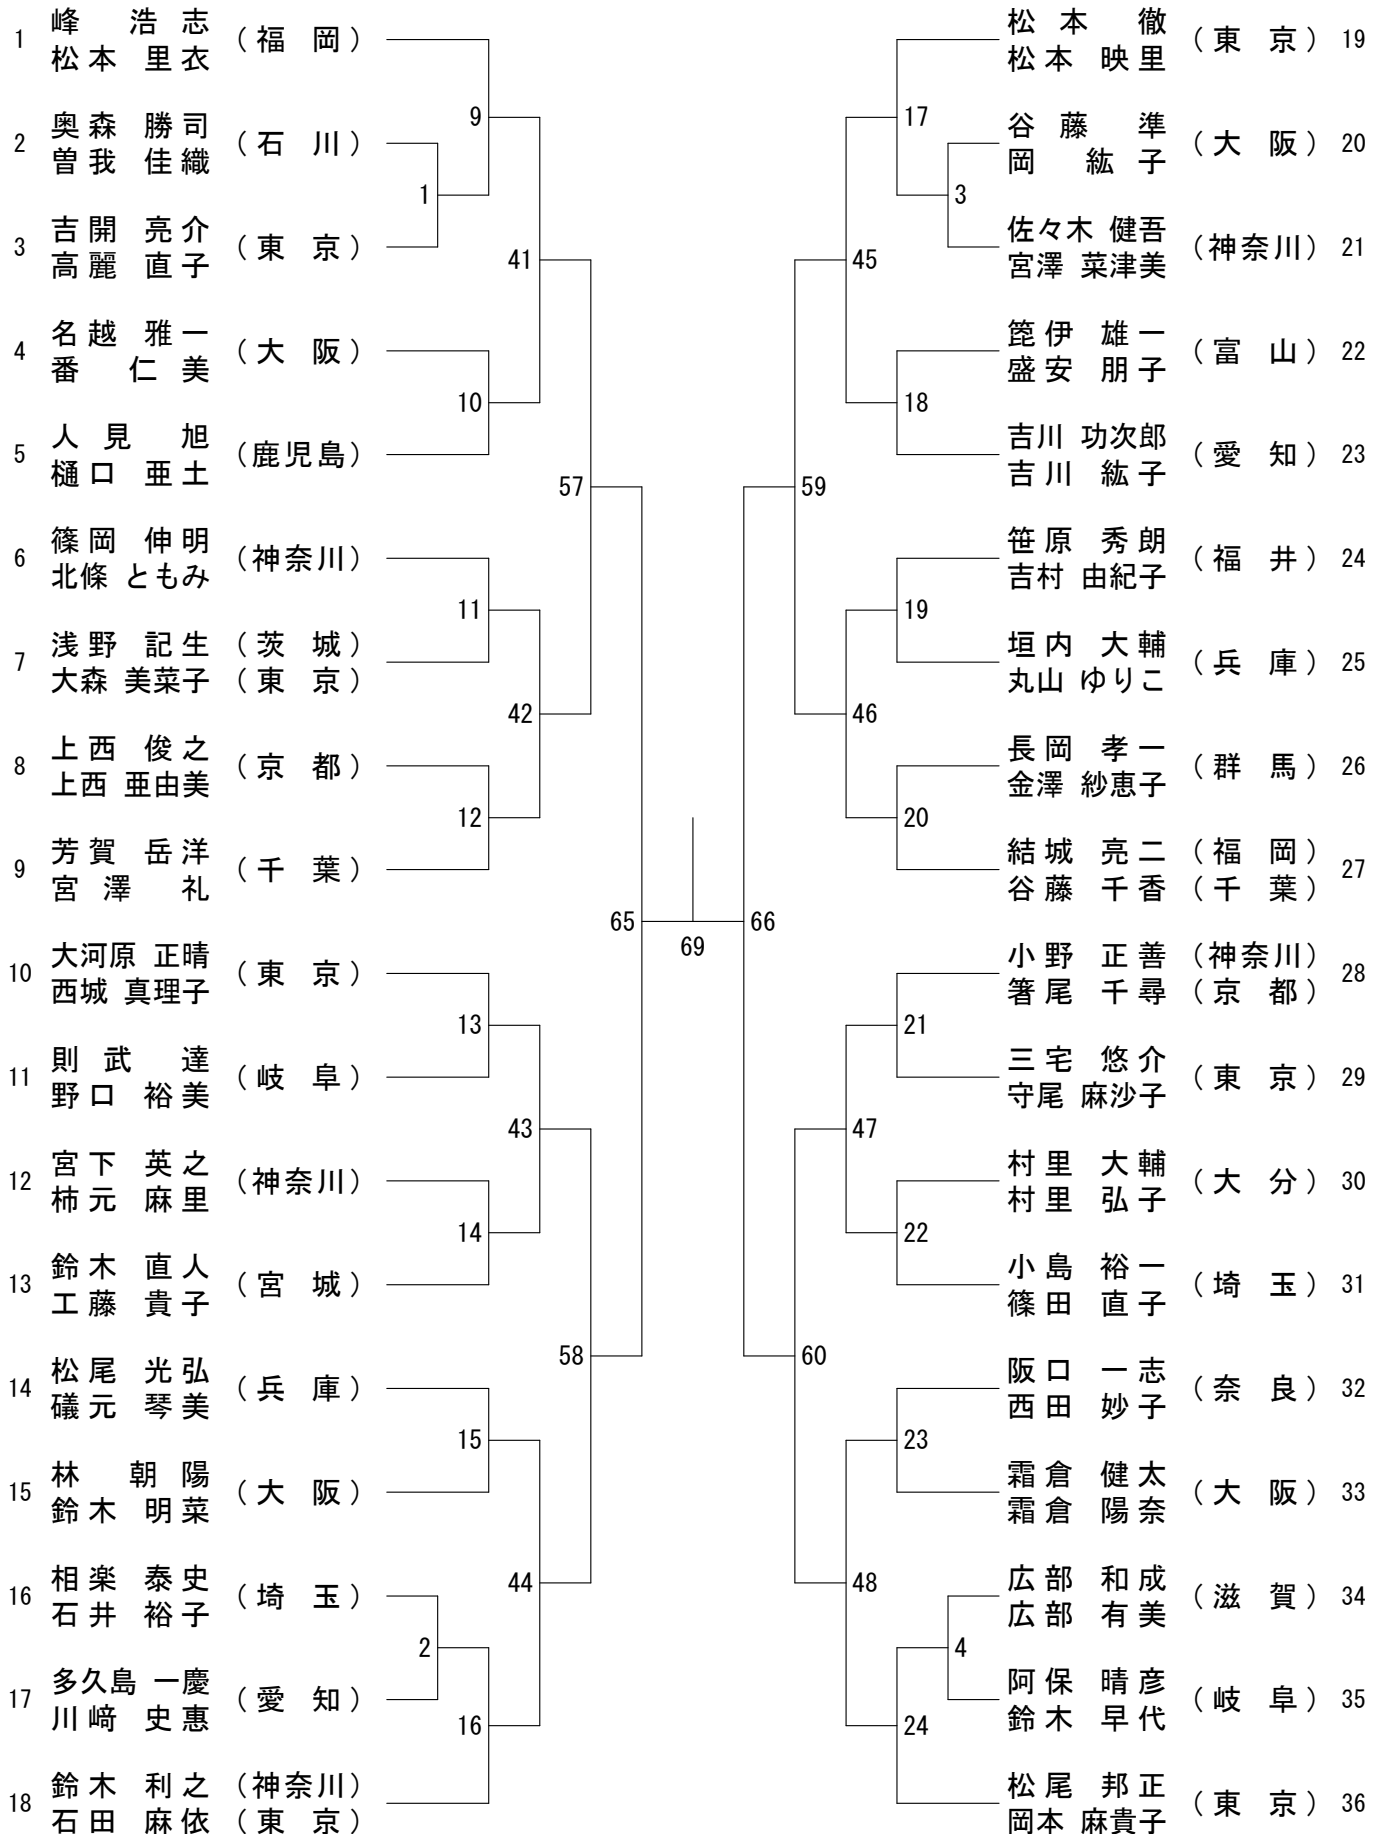 1 峰 浩志 (福岡)
松本 里衣
2 奥森 勝司 (石川)
曽我 佳織
3 吉開 亮介 (東京)
高麗 直子
4 名越 雅一 (大阪)
番 仁美
5 人見 旭 (鹿児島)
樋口 亜土
6 篠岡 伸明 (神奈川)
北條 ともみ
7 浅野 記生 (茨城)
大森 美菜子 (東京)
8 上西 俊之 (京都)
上西 亜由美
9 芳賀 岳洋 (千葉)
宮澤 礼
10 大河原 正晴 (東京)
西城 真理子
11 則武 達 (岐阜)
野口 裕美
12 宮下 英之 (神奈川)
柿元 麻里
13 鈴木 直人 (宮城)
工藤 貴子
14 松尾 光弘 (兵庫)
礒元 琴美
15 林 朝陽 (大阪)
鈴木 明菜
16 相楽 泰史 (埼玉)
石井 裕子
17 多久島 一慶 (愛知)
川﨑 史惠
18 鈴木 利之 (神奈川)
石田 麻依 (東京)
1
2
9
10
11
12
13
14
15
16
41
42
43
44
57
58
65
69
66
59
60
45
46
47
48
17
18
19
20
21
22
23
24
3
4
松本 徹 (東京) 19
松本 映里
谷藤 準 (大阪) 20
岡 紘子
佐々木 健吾 (神奈川) 21
宮澤 菜津美
箆伊 雄一 (富山) 22
盛安 朋子
吉川 功次郎 (愛知) 23
吉川 紘子
笹原 秀朗 (福井) 24
吉村 由紀子
垣内 大輔 (兵庫) 25
丸山 ゆりこ
長岡 孝一 (群馬) 26
金澤 紗恵子
結城 亮二 (福岡) 27
谷藤 千香 (千葉)
小野 正善 (神奈川) 28
箸尾 千尋 (京都)
三宅 悠介 (東京) 29
守尾 麻沙子
村里 大輔 (大分) 30
村里 弘子
小島 裕一 (埼玉) 31
篠田 直子
阪口 一志 (奈良) 32
西田 妙子
霜倉 健太 (大阪) 33
霜倉 陽奈
広部 和成 (滋賀) 34
広部 有美
阿保 晴彦 (岐阜) 35
鈴木 早代
松尾 邦正 (東京) 36
岡本 麻貴子